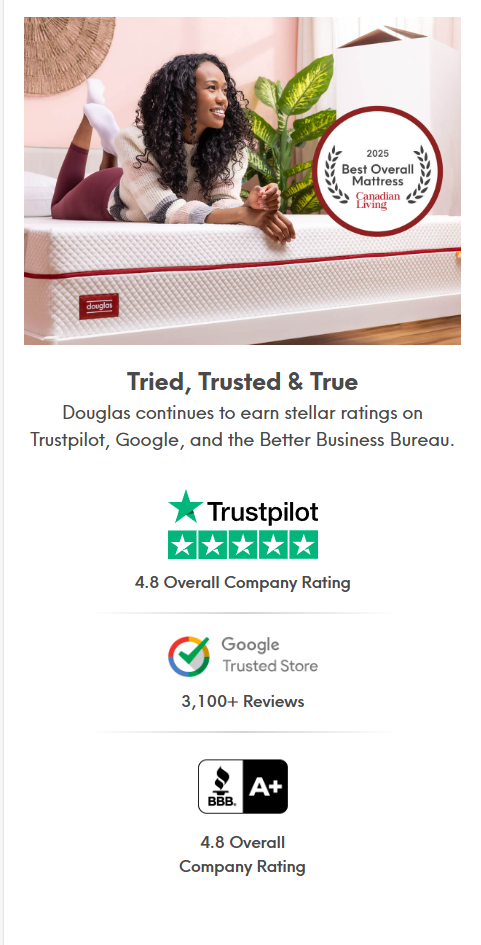 2025
Best Overall
Mattress
Canadian
Living
douglas
Tried, Trusted & True
Douglas continues to earn stellar ratings on
Trustpilot, Google, and the Better Business Bureau.
Trustpilot
4.8 Overall Company Rating
Google
Trusted Store
3,100+ Reviews
BBB.
A+
4.8 Overall
Company Rating